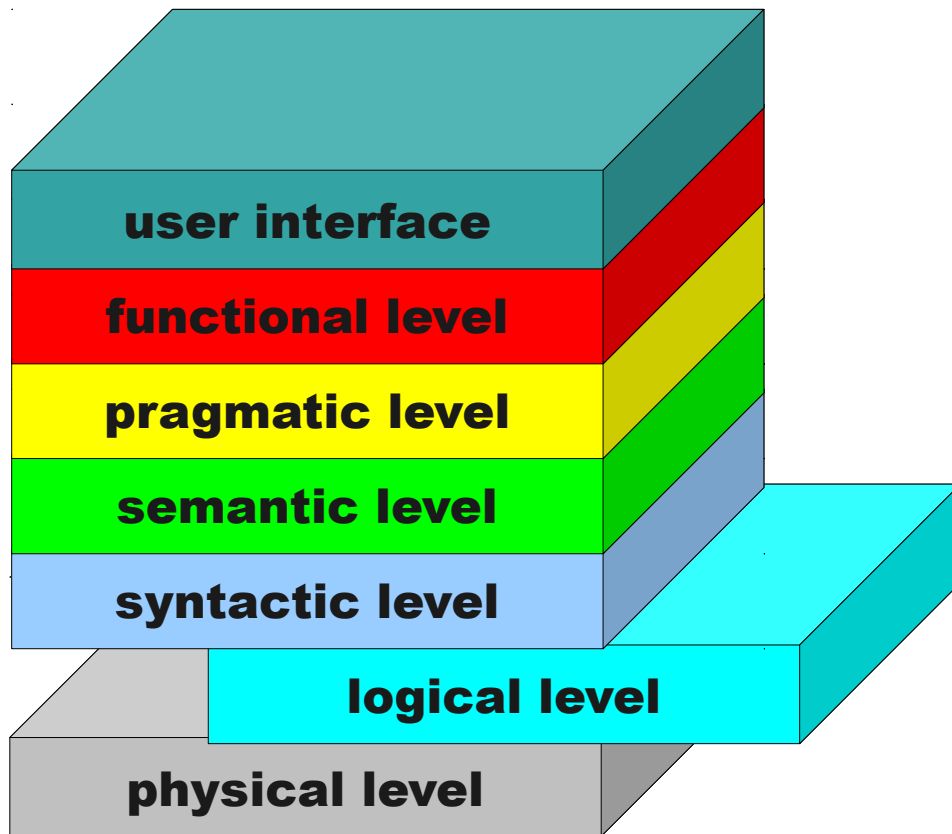 user interface
functional level
pragmatic level
semantic level
syntactic level
logical level
physical level